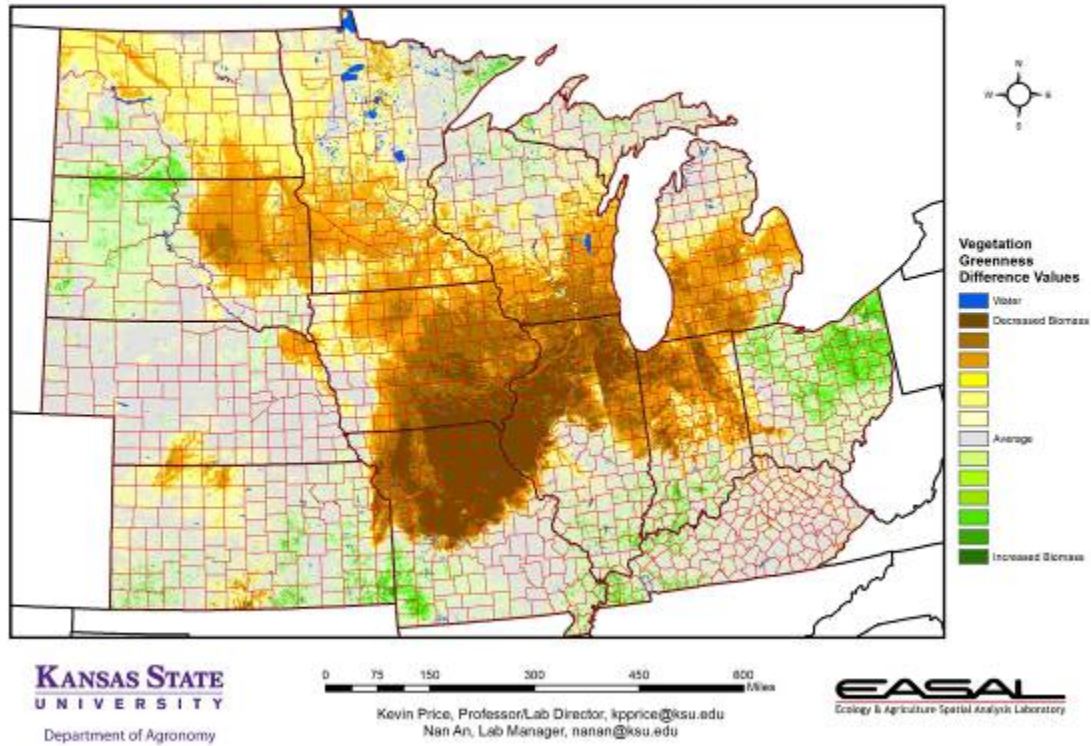 N
W
E
S
Vegetation
Greenness
Difference Values
Water
Decreased Biomass
Average
Increased Biomass
KANSAS STATE
UNIVERSITY
Department of Agronomy
0 75 150 300 450 600
Miles
Kevin Price, Professor/Lab Director, kpprice@ksu.edu
Nan An, Lab Manager, nanan@ksu.edu
EASAL
Ecology & Agriculture Spatial Analysis Laboratory